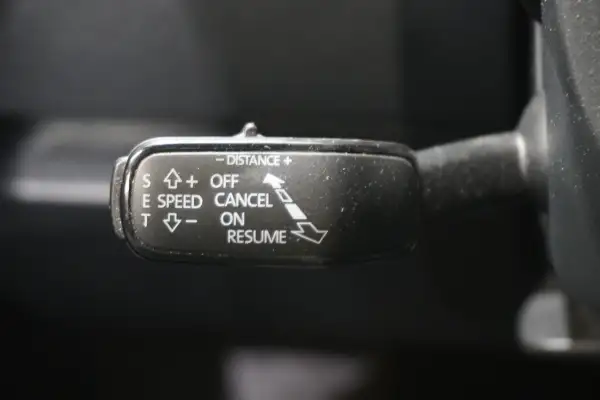 - DISTANCE +
S + OFF
E SPEED CANCEL
T - ON
RESUME